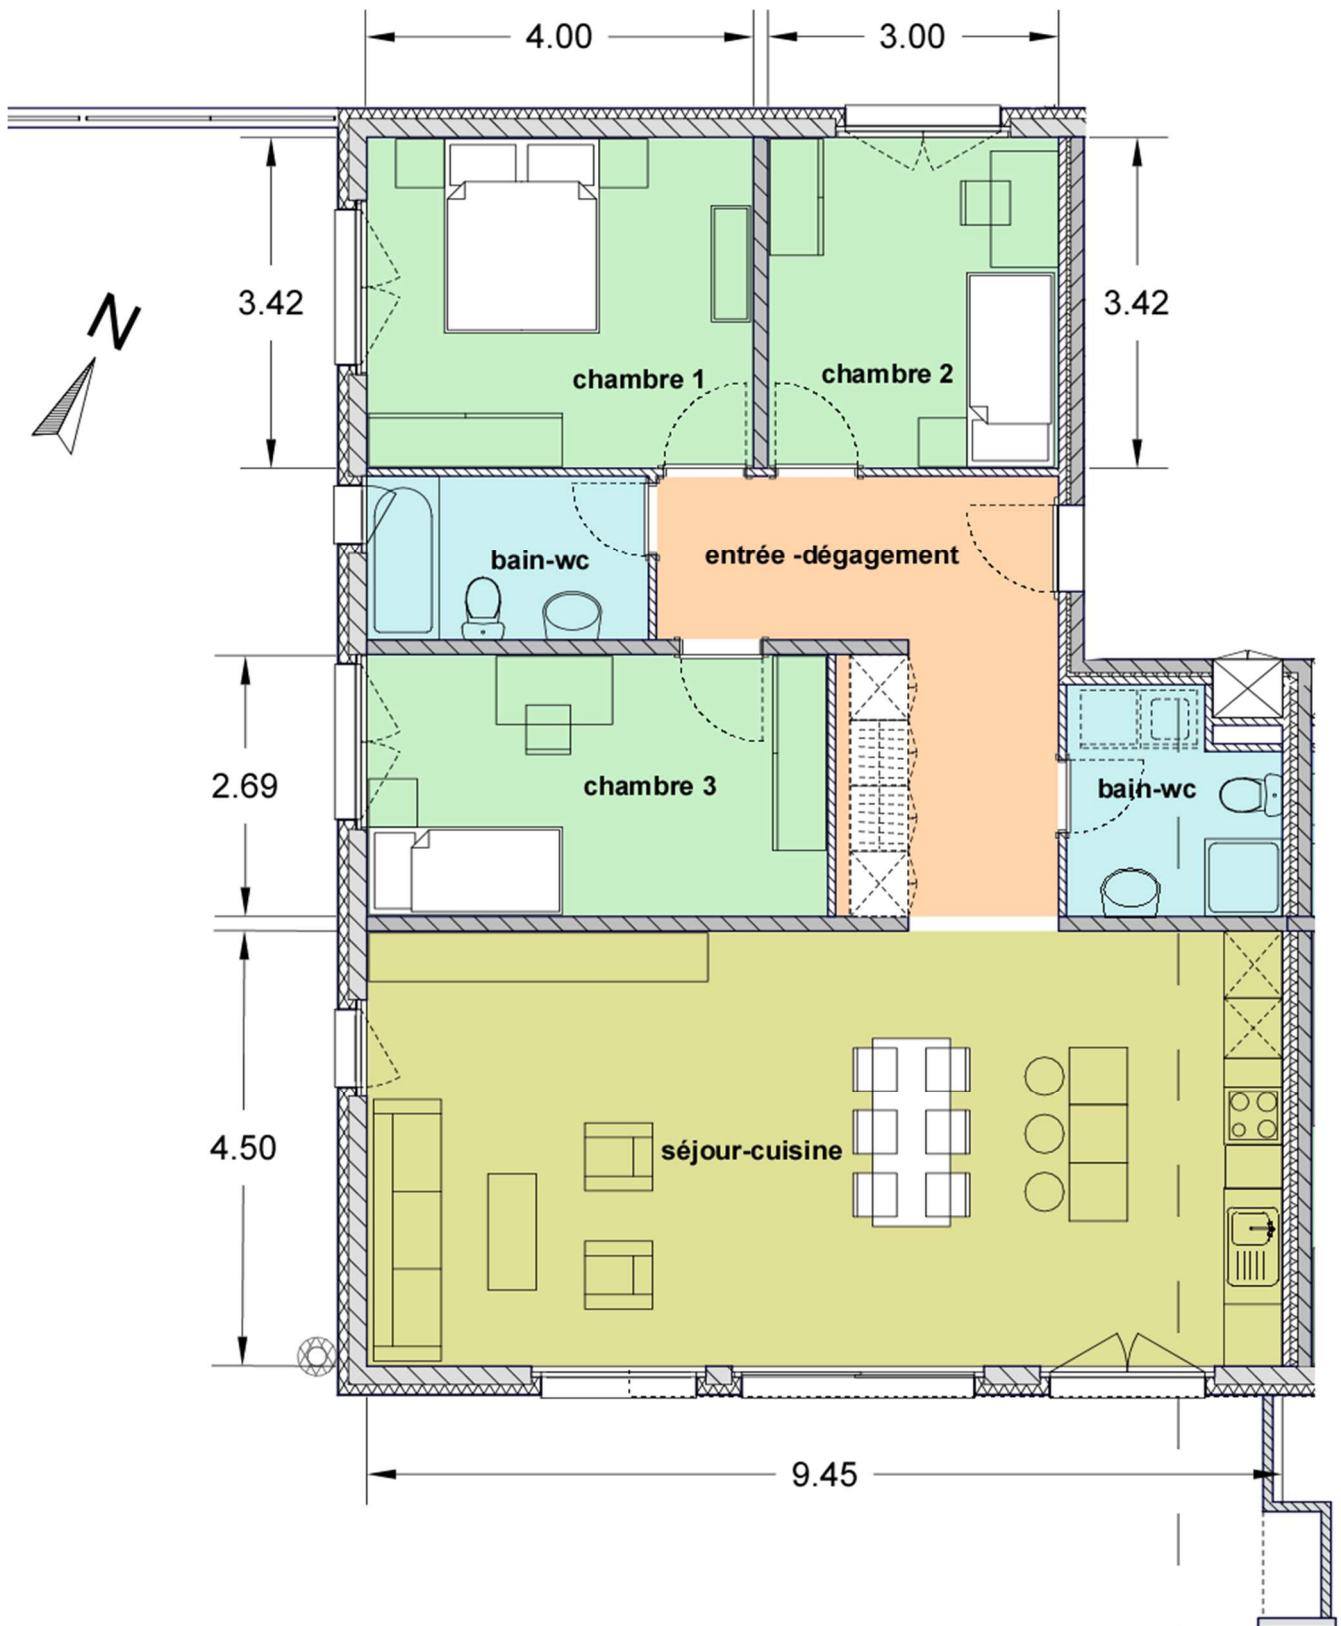 4.00
3.00
N
3.42
3.42
chambre 1
chambre 2
bain-wc
entrée -dégagement
2.69
chambre 3
bain-wc
4.50
séjour-cuisine
9.45